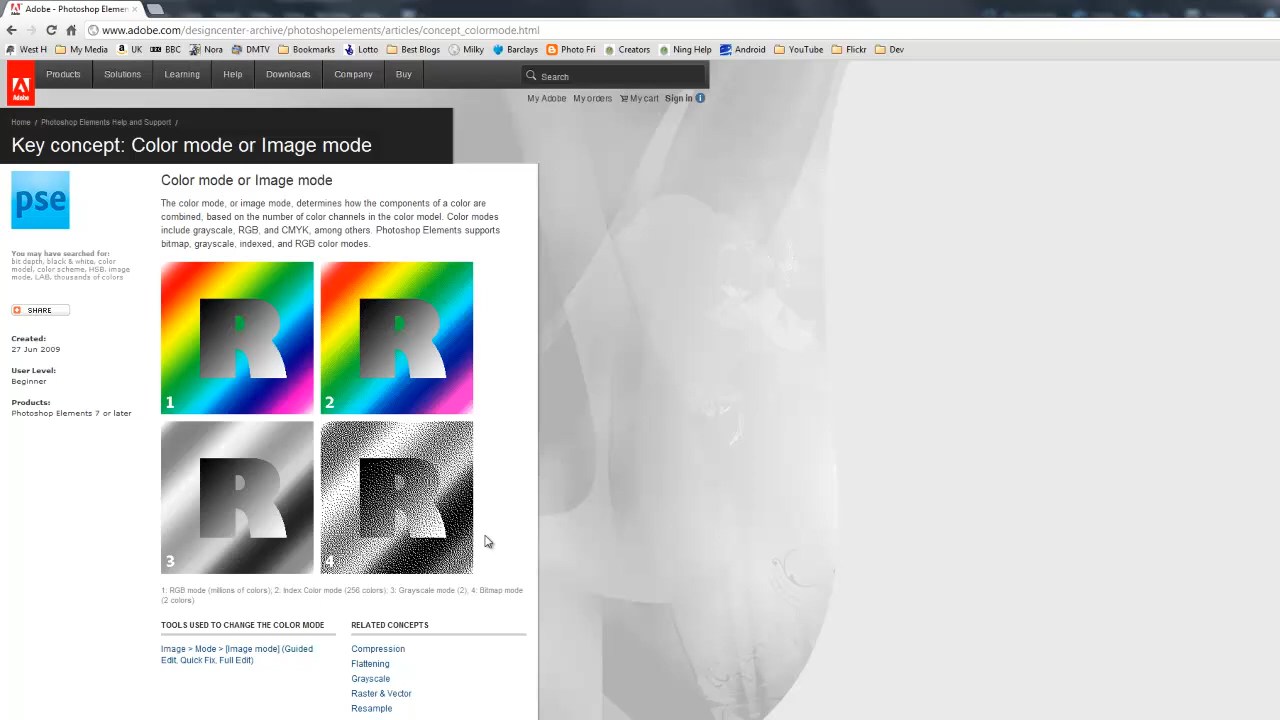 Adobe - Photoshop Elemen
www.adobe.com/designcenter-archive/photoshopelements/articles/concept_colormode.html
West H My Media UK BBC Nora DMTV Bookmarks Lotto Best Blogs Milky Barclays Photo Fri Creators Ning Help Android YouTube Flickr Dev
Adobe
Products Solutions Learning Help Downloads Company Buy
Search
My Adobe My orders My cart Sign in i
Home / Photoshop Elements Help and Support /
Key concept: Color mode or Image mode
pse
You may have searched for:
bit depth, black & white, color
model, color scheme, HSB, image
mode, LAB, thousands of colors
SHARE
Created:
27 Jun 2009
User Level:
Beginner
Products:
Photoshop Elements 7 or later
Color mode or Image mode
The color mode, or image mode, determines how the components of a color are
combined, based on the number of color channels in the color model. Color modes
include grayscale, RGB, and CMYK, among others. Photoshop Elements supports
bitmap, grayscale, indexed, and RGB color modes.
R R
1 2
R R
3 4
1: RGB mode (millions of colors), 2: Index Color mode (256 colors); 3: Grayscale mode (2), 4: Bitmap mode
(2 colors)
TOOLS USED TO CHANGE THE COLOR MODE
Image > Mode > [Image mode] (Guided
Edit, Quick Fix, Full Edit)
RELATED CONCEPTS
Compression
Flattening
Grayscale
Raster & Vector
Resample